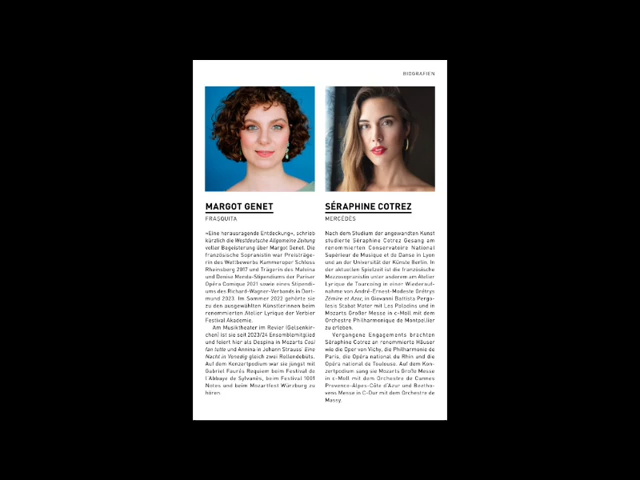 BIOGRAFIEN
MARGOT GENET
FRASQUITA
»Eine herausragende Entdeckung«, schrieb
kürzlich die Westdeutsche Allgemeine Zeitung
voller Begeisterung über Margot Genet. Die
französische Sopranistin war Preisträge-
rin des Wettbewerbs Kammeroper Schloss
Rheinsberg 2017 und Trägerin des Malvina
und Denise Menda-Stipendiums der Pariser
Opéra Comique 2021 sowie eines Stipendi-
ums des Richard-Wagner-Verbands in Dort-
mund 2023. Im Sommer 2022 gehörte sie
zu den ausgewählten Künstlerinnen beim
renommierten Atelier Lyrique der Verbier
Festival Akademie.
Am Musiktheater im Revier (Gelsenkir-
chen) ist sie seit 2023/24 Ensemblemitglied
und feiert hier als Despina in Mozarts Così
fan tutte und Annina in Johann Strauss' Eine
Nacht in Venedig gleich zwei Rollendebüts.
Auf dem Konzertpodium war sie jüngst mit
Gabriel Faurés Requiem beim Festival de
l'Abbaye de Sylvanès, beim Festival 1001
Notes und beim Mozartfest Würzburg zu
hören.
SÉRAPHINE COTREZ
MERCÉDÈS
Nach dem Studium der angewandten Kunst
studierte Séraphine Cotrez Gesang am
renommierten Conservatoire National
Supérieur de Musique et de Danse in Lyon
und an der Universität der Künste Berlin. In
der aktuellen Spielzeit ist die französische
Mezzosopranistin unter anderem am Atelier
Lyrique de Tourcoing in einer Wiederauf-
nahme von André-Ernest-Modeste Grétrys
Zémire et Azor, in Giovanni Battista Pergo-
lesis Stabat Mater mit Les Paladins und in
Mozarts Großer Messe in c-Moll mit dem
Orchestre Philharmonique de Montpellier
zu erleben.
Vergangene Engagements brachten
Séraphine Cotrez an renommierte Häuser
wie die Oper von Vichy, die Philharmonie de
Paris, die Opéra national du Rhin und die
Opéra national de Toulouse. Auf dem Kon-
zertpodium sang sie Mozarts Große Messe
in c-Moll mit dem Orchestre de Cannes
Provence-Alpes-Côte d'Azur und Beetho-
vens Messe in C-Dur mit dem Orchestre de
Massy.